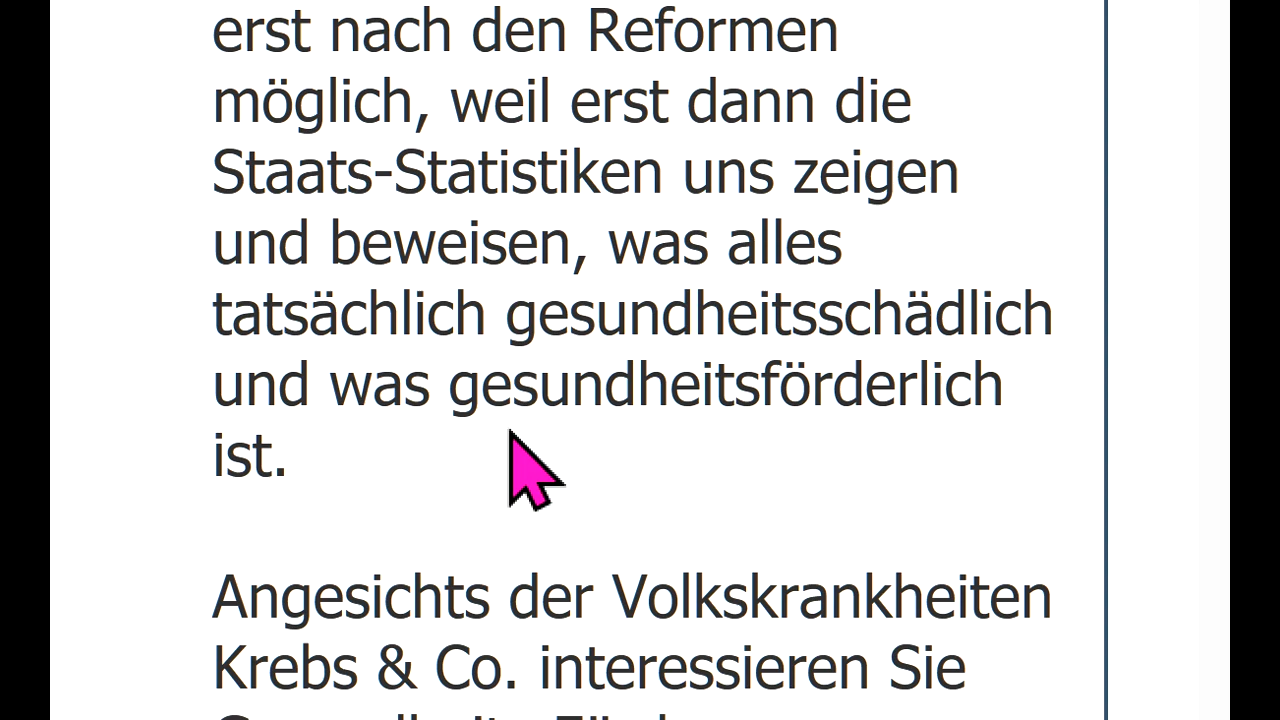 erst nach den Reformen
möglich, weil erst dann die
Staats-Statistiken uns zeigen
und beweisen, was alles
tatsächlich gesundheitsschädlich
und was gesundheitsförderlich
ist.
Angesichts der Volkskrankheiten
Krebs & Co. interessieren Sie